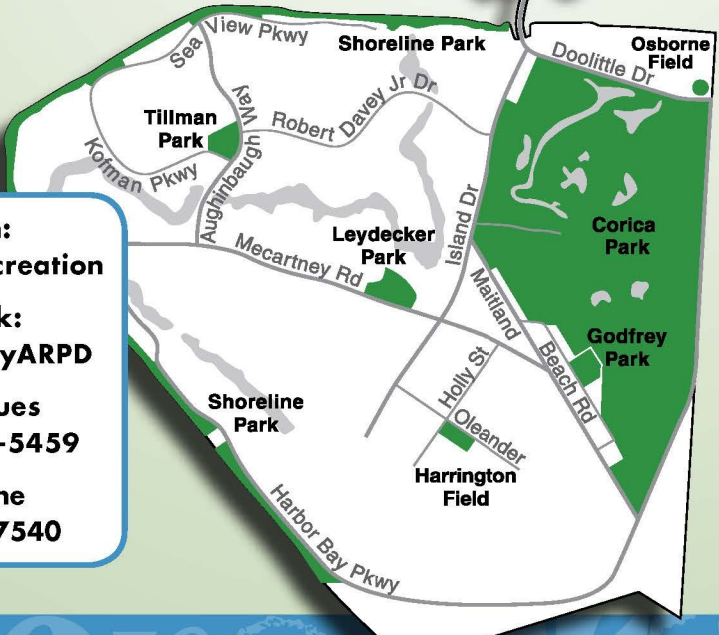 View Pkwy
Sea
Shoreline Park
Doolittle Dr
Osborne
Field
Way
Tillman
Park
Robert Davey Jr Dr
Kofman Pkwy
Aughinbaugh
Island Dr
Corica
Park
Leydecker
Park
Mecartney Rd
Maitland
Godfrey
Park
Beach Rd
Holly St
Oleander
Shoreline
Park
Harrington
Field
Harbor Bay Pkwy
:
creation
k:
yARPD
ues
-5459
ne
7540